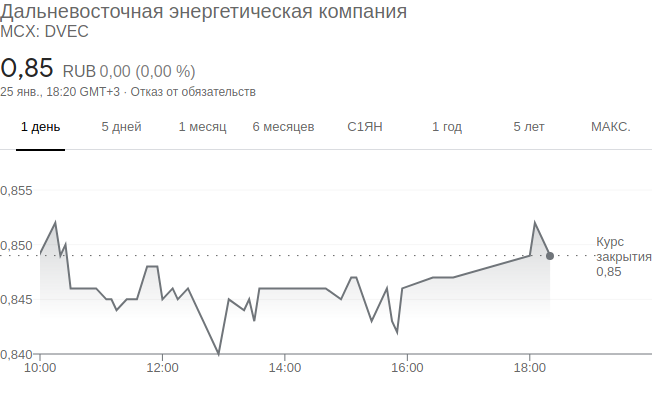 Дальневосточная энергетическая компания
MCX: DVEC
0,85 RUB 0,00 (0,00 %)
25 янв., 18:20 GMT+3 · Отказ от обязательств
1 день 5 дней 1 месяц 6 месяцев С1ЯН 1 год 5 лет МАКС.
0,855
0,850
Курс
закрытия
0,85
0,845
0,840
10:00 12:00 14:00 16:00 18:00